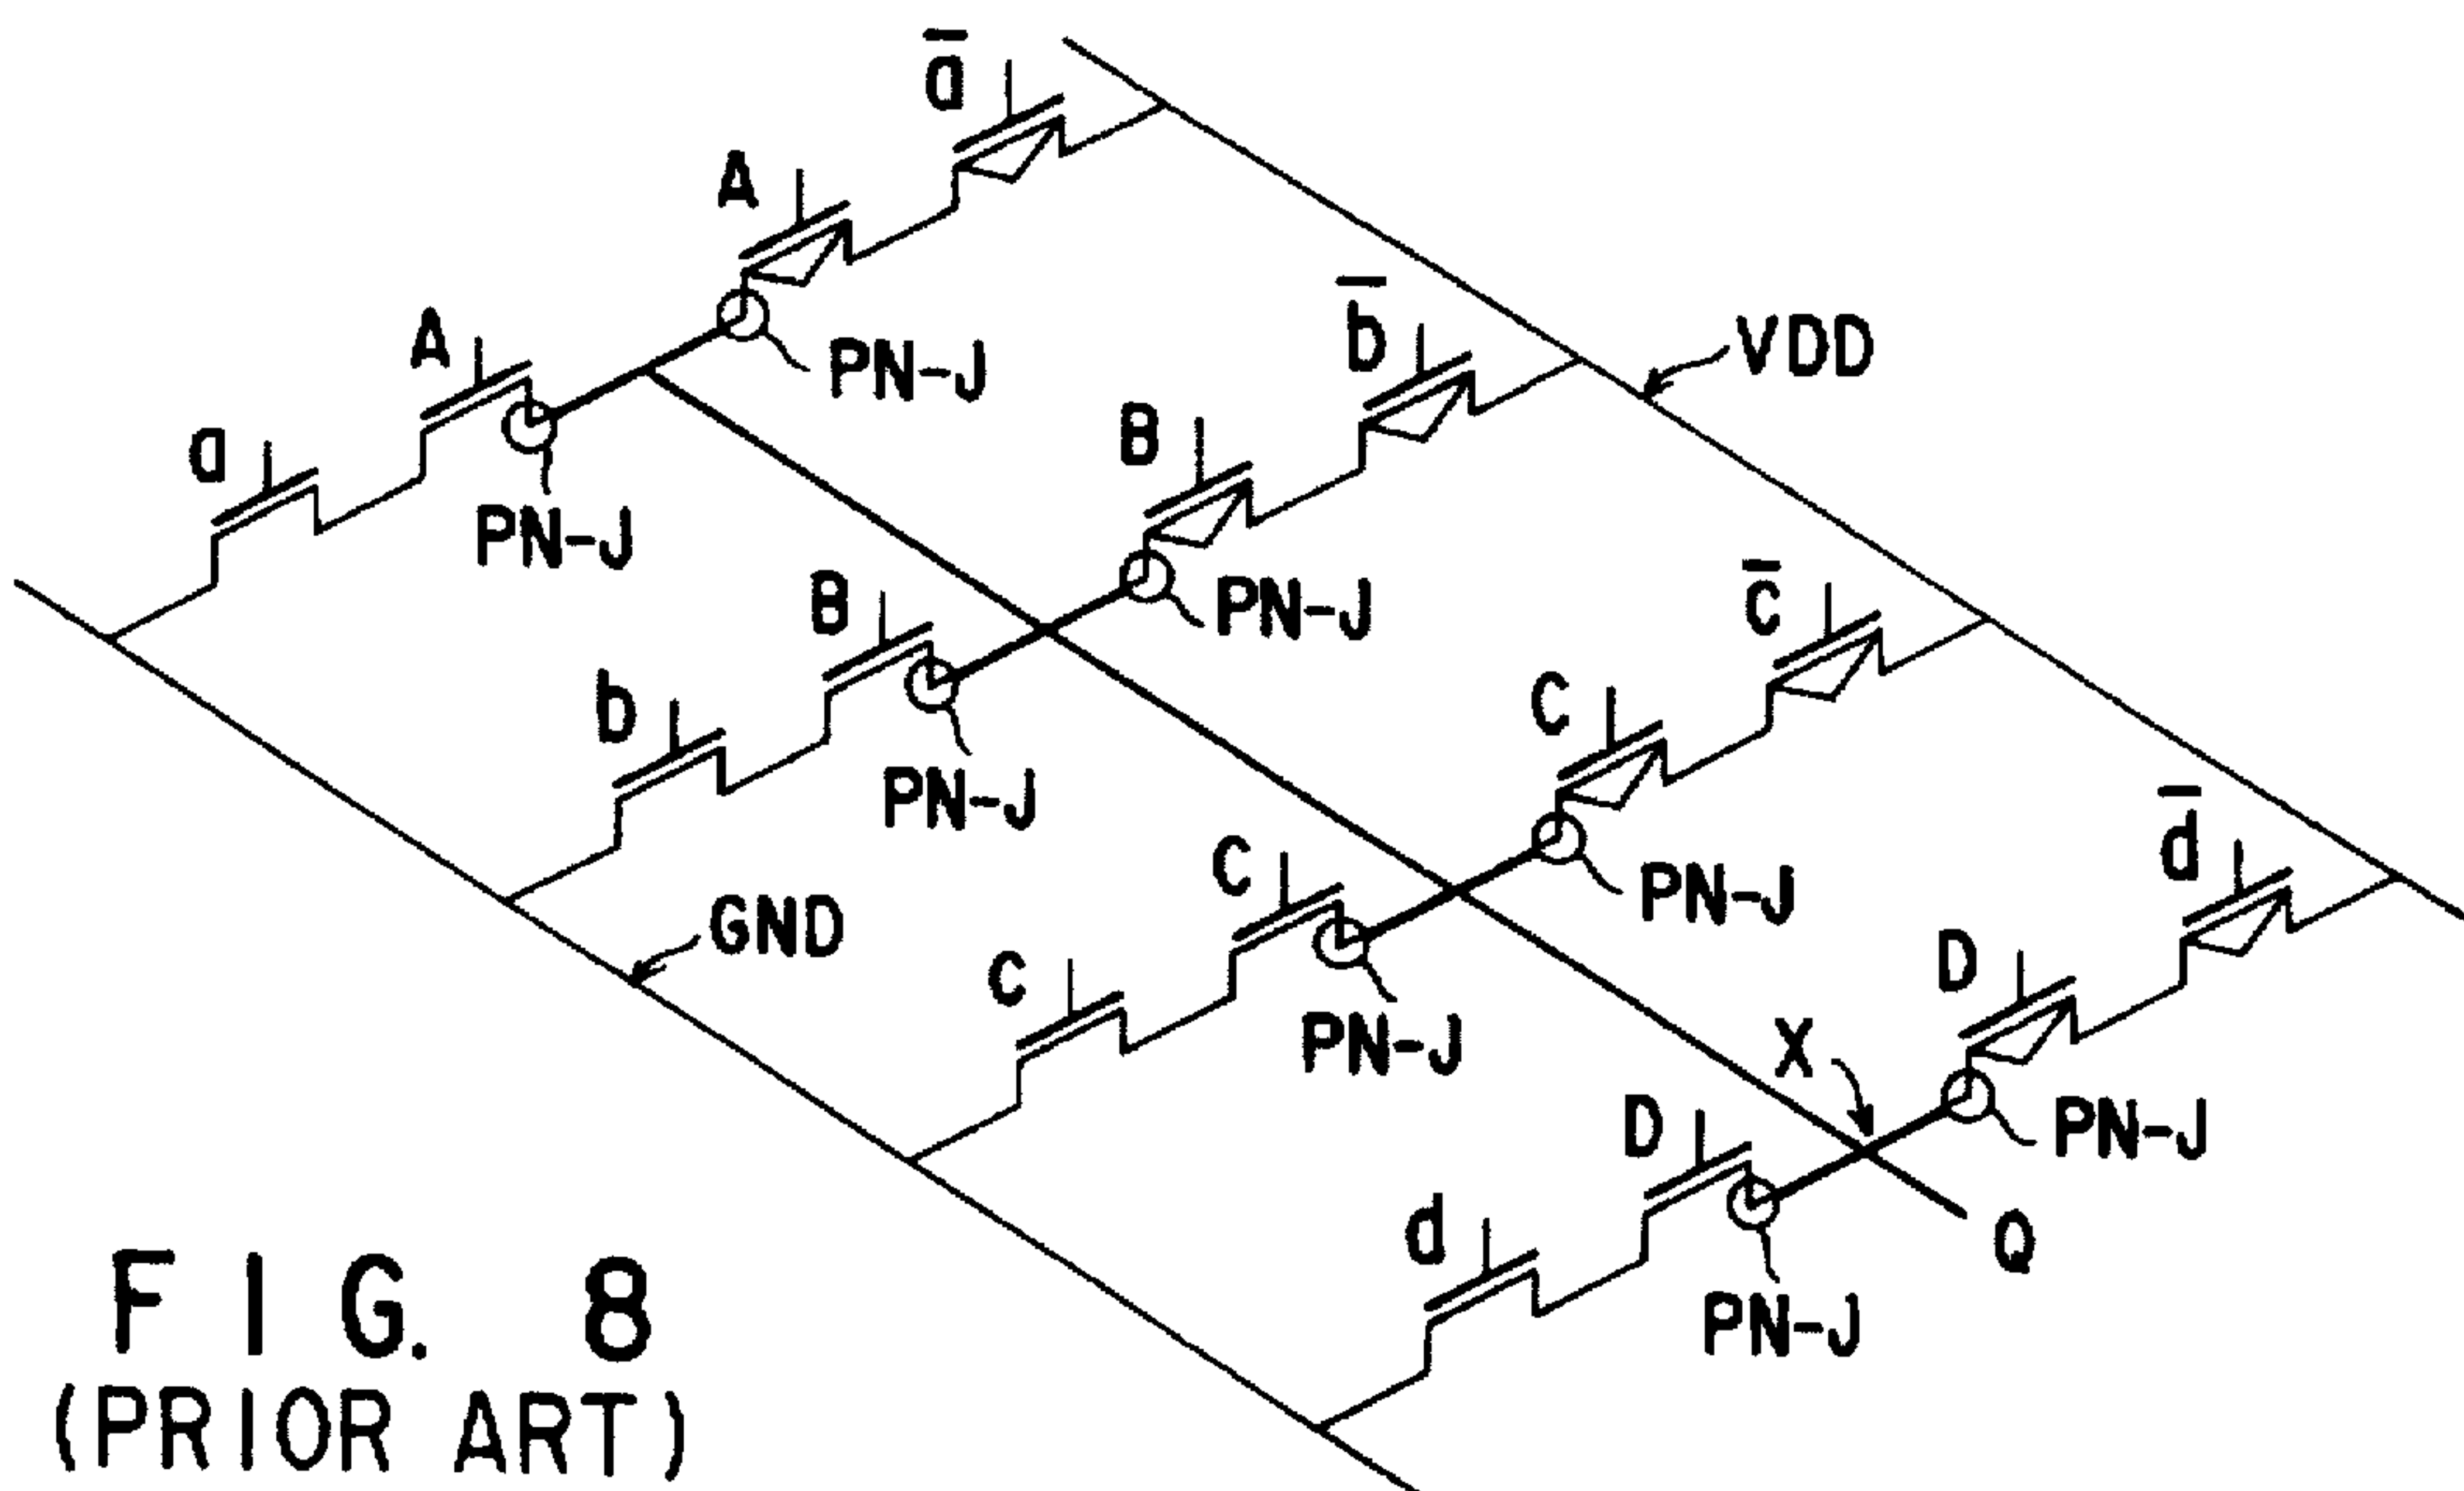 a̅
A
A
PN-J
a
PN-J
b̅
VDD
B
B
PN-J
b
PN-J
c̅
C
C
PN-J
GND
c
PN-J
d̅
D
X
D
PN-J
d
PN-J
Q
FIG. 8
(PRIOR ART)